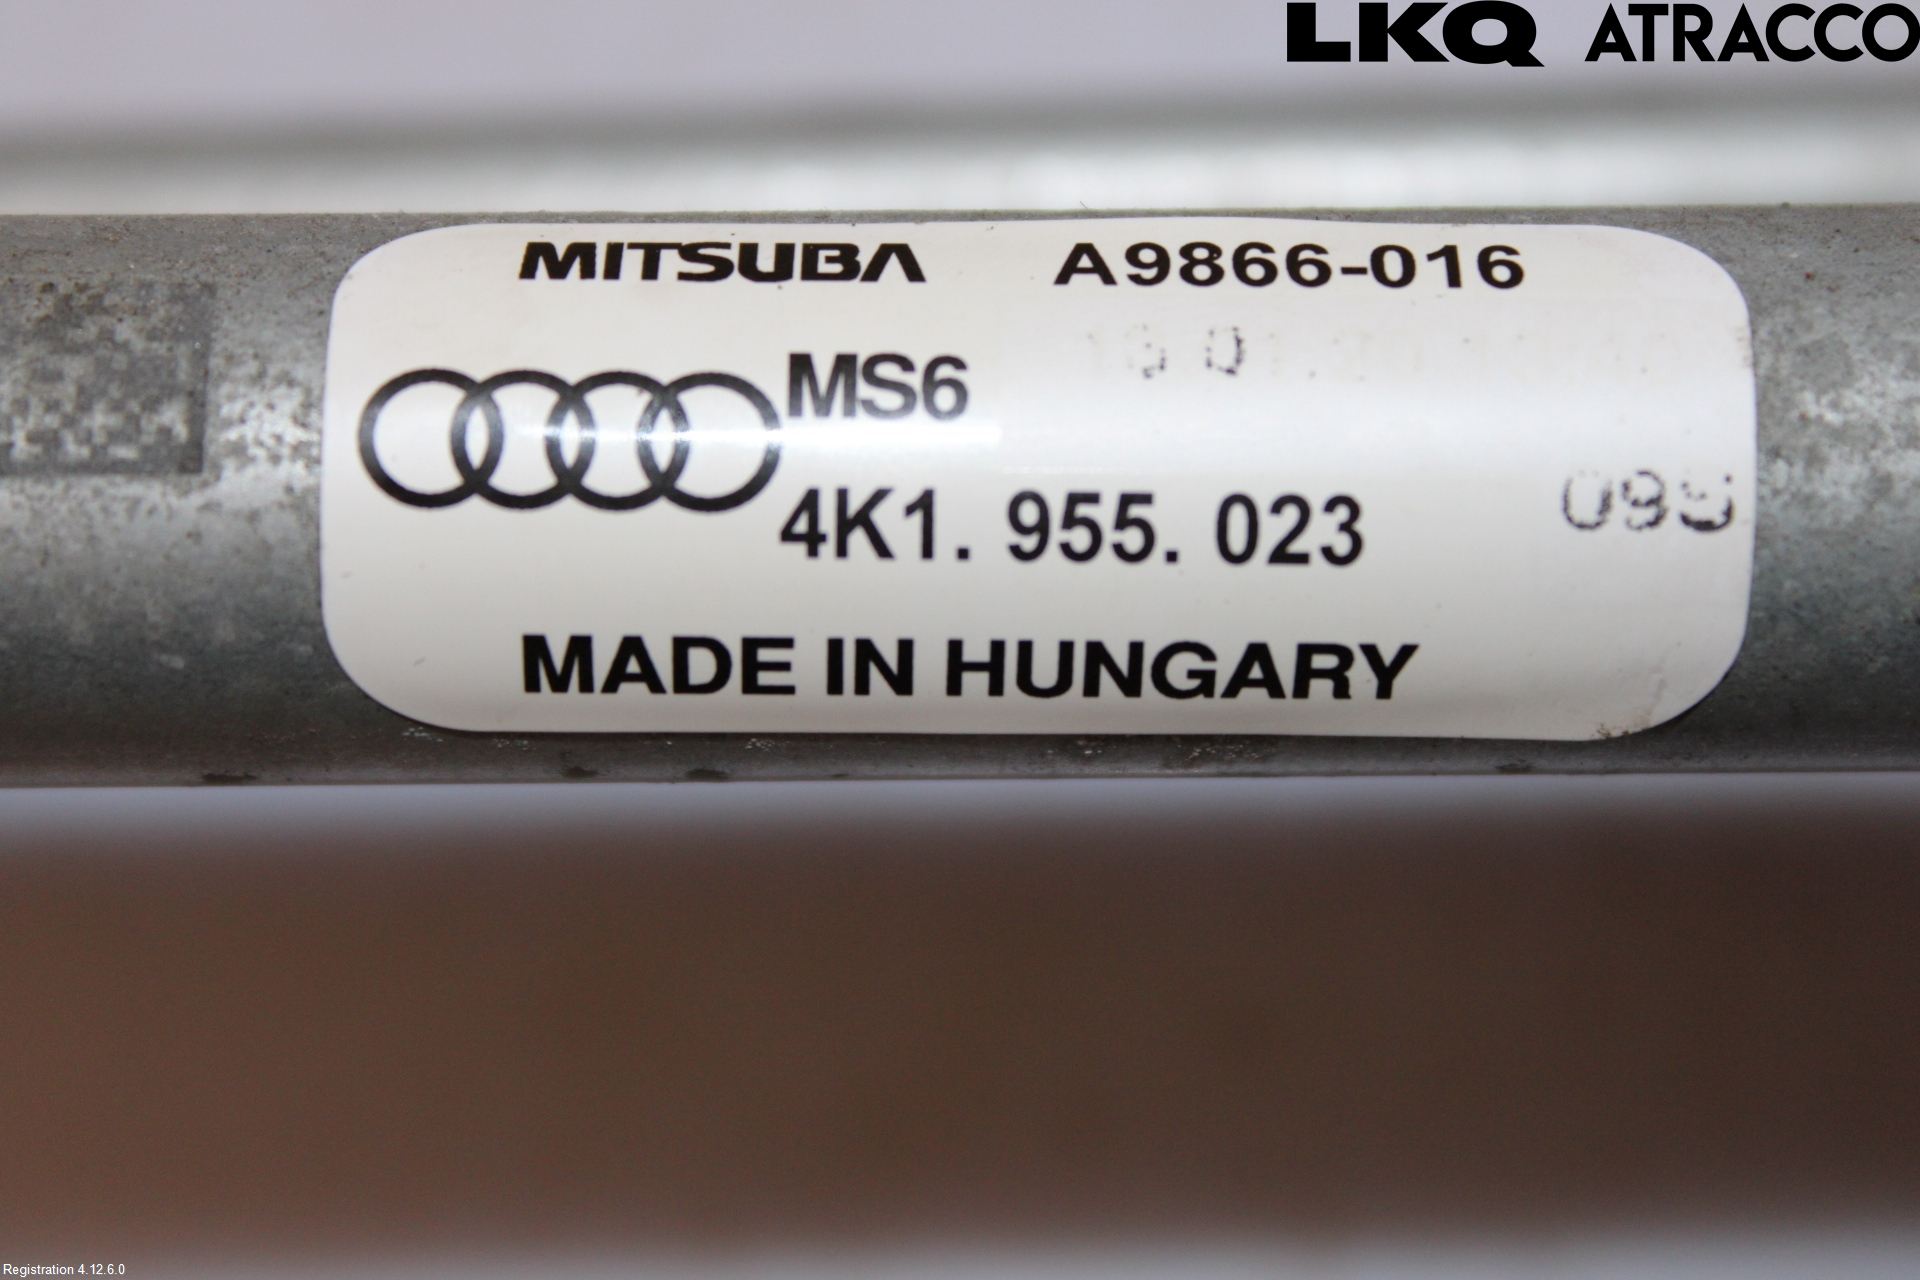 LKQ ATRACCO
MITSUBA A9866-016
MS6
4K1. 955. 023
MADE IN HUNGARY
Registration 4.12.6.0